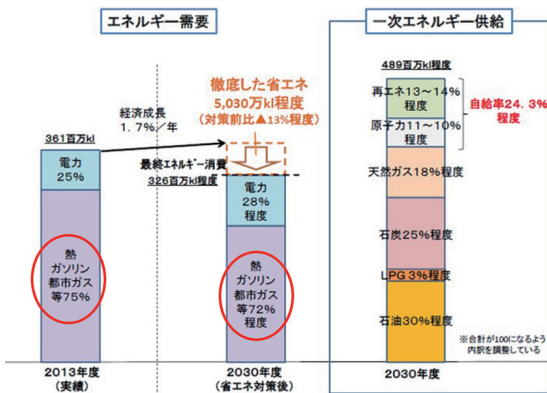 エネルギー需要
一次エネルギー供給
経済成長
1.7%/年
徹底した省エネ
5,030万kl程度
(対策前比▲13%程度)
361百万kl
最終エネルギー消費
326百万kl程度
電力
25%
熱
ガソリン
都市ガス
等75%
電力
28%
程度
熱
ガソリン
都市ガス
等72%
程度
2013年度
(実績)
2030年度
(省エネ対策後)
489百万kl程度
再エネ13~14%
程度
原子力11~10%
程度
自給率24.3%
程度
天然ガス18%程度
石炭25%程度
LPG 3%程度
石油30%程度
※合計が100になるよう
内訳を調整している
2030年度